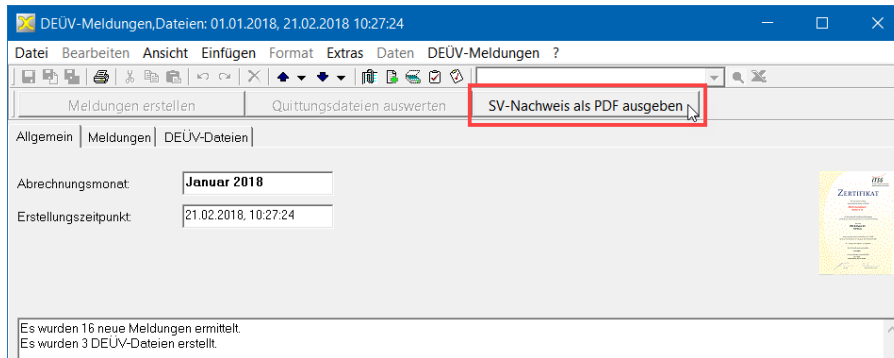 DEÜV-Meldungen,Dateien: 01.01.2018, 21.02.2018 10:27:24
Datei Bearbeiten Ansicht Einfügen Format Extras Daten DEÜV-Meldungen ?
Meldungen erstellen Quittungsdateien auswerten SV-Nachweis als PDF ausgeben
Allgemein Meldungen DEÜV-Dateien
Abrechnungsmonat: Januar 2018
Erstellungszeitpunkt: 21.02.2018, 10:27:24
itsg
ZERTIFIKAT
Es wurden 16 neue Meldungen ermittelt.
Es wurden 3 DEÜV-Dateien erstellt.